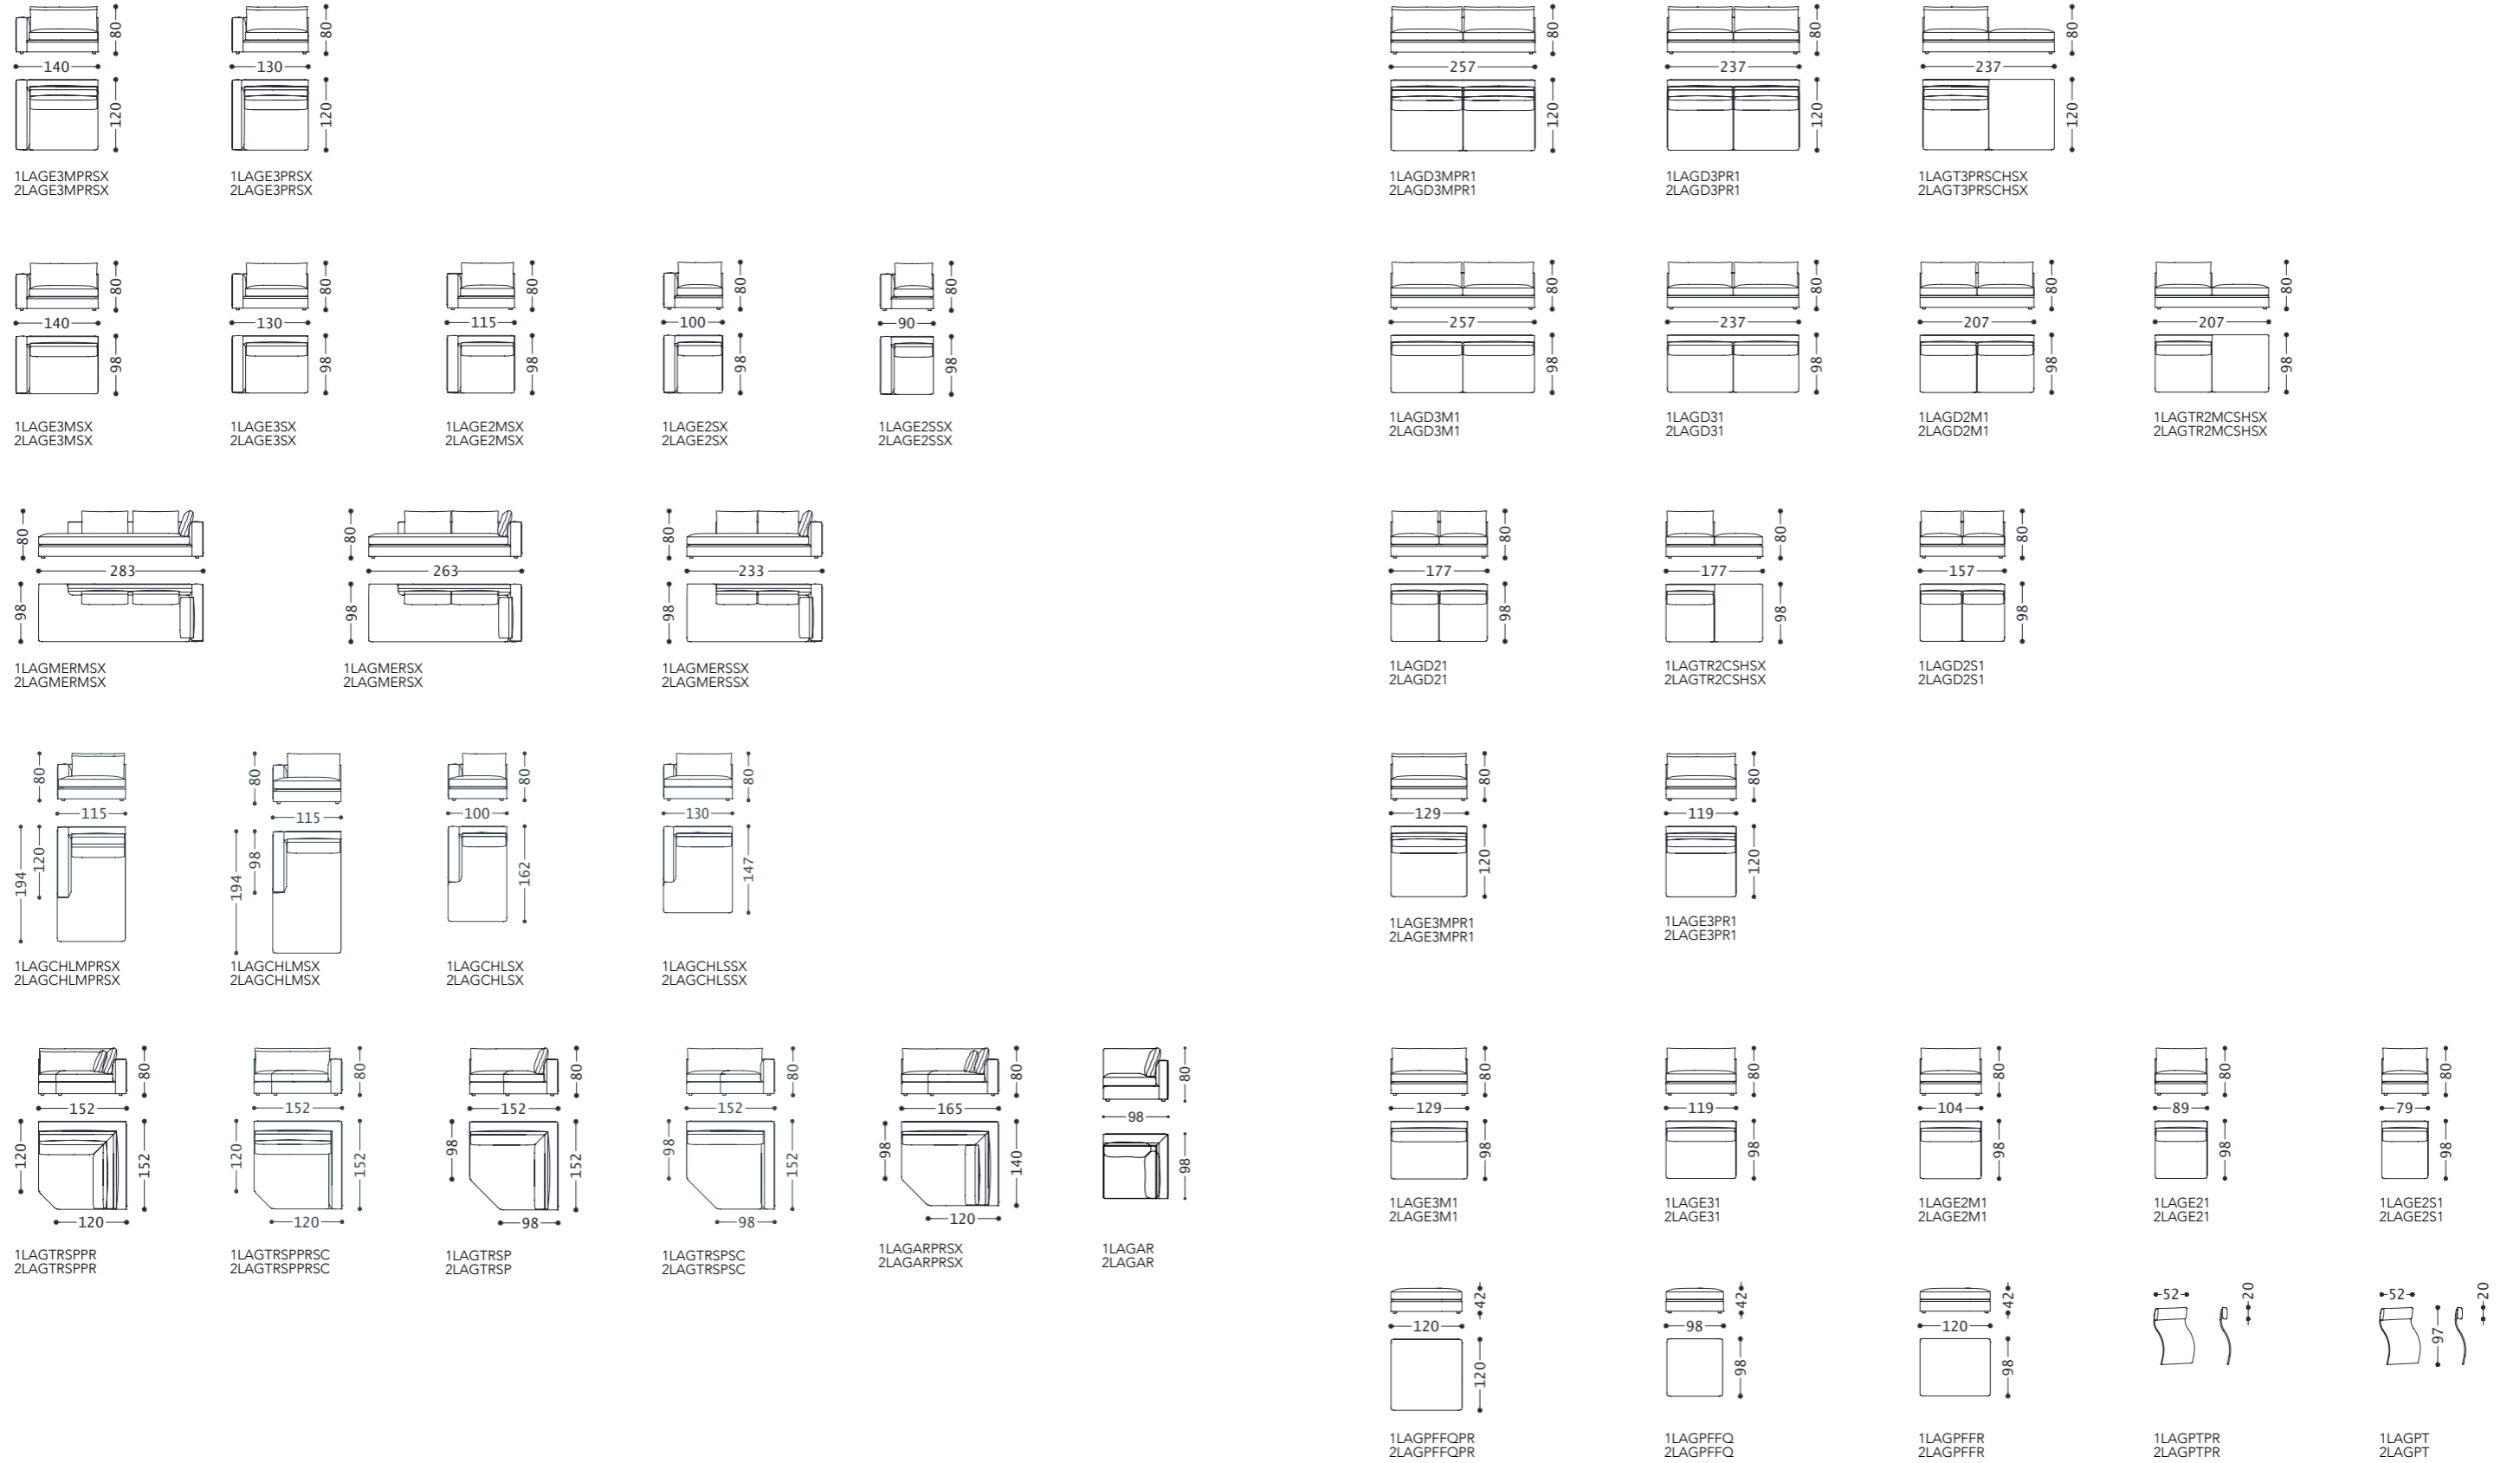 80
140
120
1LAGE3MPRSX
2LAGE3MPRSX
80
130
120
1LAGE3PRSX
2LAGE3PRSX
80
140
98
1LAGE3MSX
2LAGE3MSX
80
130
98
1LAGE3SX
2LAGE3SX
80
115
98
1LAGE2MSX
2LAGE2MSX
80
100
98
1LAGE2SX
2LAGE2SX
80
90
98
1LAGE2SSX
2LAGE2SSX
80
283
98
1LAGMERMSX
2LAGMERMSX
80
263
98
1LAGMERSX
2LAGMERSX
80
233
98
1LAGMERSSX
2LAGMERSSX
80
115
194
120
1LAGCHLMPRSX
2LAGCHLMPRSX
80
115
194
98
1LAGCHLMSX
2LAGCHLMSX
80
100
162
1LAGCHLSX
2LAGCHLSX
80
130
147
1LAGCHLSSX
2LAGCHLSSX
80
152
120
152
120
1LAGTRSPPR
2LAGTRSPPR
80
152
120
152
120
1LAGTRSPPRSC
2LAGTRSPPRSC
80
152
98
152
98
1LAGTRSP
2LAGTRSP
80
152
98
152
98
1LAGTRSPSC
2LAGTRSPSC
80
165
98
140
120
1LAGARPRSX
2LAGARPRSX
80
98
98
1LAGAR
2LAGAR
80
257
120
1LAGD3MPR1
2LAGD3MPR1
80
237
120
1LAGD3PR1
2LAGD3PR1
80
237
120
1LAGT3PRSCHSX
2LAGT3PRSCHSX
80
257
98
1LAGD3M1
2LAGD3M1
80
237
98
1LAGD31
2LAGD31
80
207
98
1LAGD2M1
2LAGD2M1
80
207
98
1LAGTR2MCSHSX
2LAGTR2MCSHSX
80
177
98
1LAGD21
2LAGD21
80
177
98
1LAGTR2CSHSX
2LAGTR2CSHSX
80
157
98
1LAGD2S1
2LAGD2S1
80
129
120
1LAGE3MPR1
2LAGE3MPR1
80
119
120
1LAGE3PR1
2LAGE3PR1
80
129
98
1LAGE3M1
2LAGE3M1
80
119
98
1LAGE31
2LAGE31
80
104
98
1LAGE2M1
2LAGE2M1
80
89
98
1LAGE21
2LAGE21
80
79
98
1LAGE2S1
2LAGE2S1
42
120
120
1LAGPFFQPR
2LAGPFFQPR
42
98
98
1LAGPFFQ
2LAGPFFQ
42
120
98
1LAGPFFR
2LAGPFFR
52
20
1LAGPTPR
2LAGPTPR
52
97
20
1LAGPT
2LAGPT